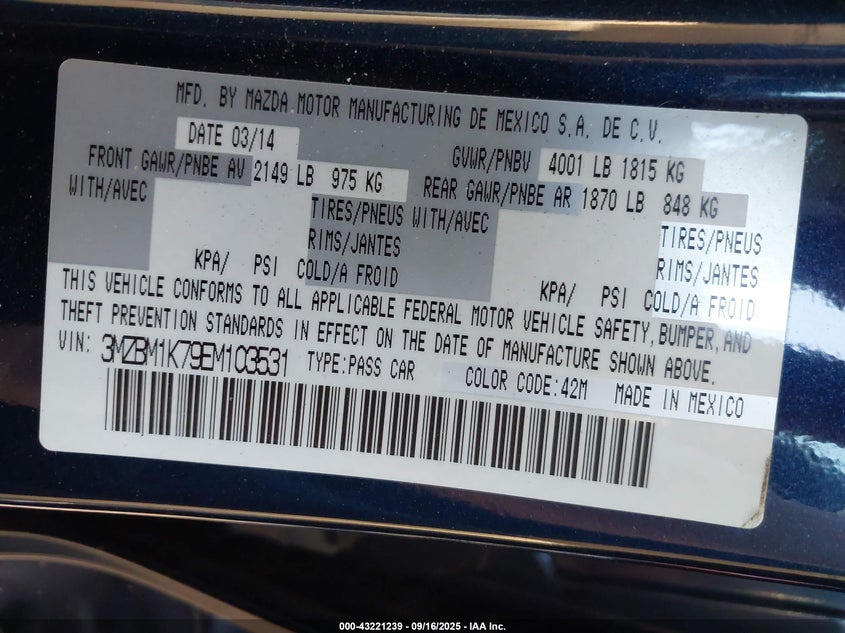 MFD. BY MAZDA MOTOR MANUFACTURING DE MEXICO S.A. DE C.V.
DATE 03/14
GVWR/PNBV 4001 LB 1815 KG
FRONT GAWR/PNBE AV 2149 LB 975 KG
REAR GAWR/PNBE AR 1870 LB 848 KG
WITH/AVEC TIRES/PNEUS WITH/AVEC TIRES/PNEUS
RIMS/JANTES RIMS/JANTES
KPA/ PSI COLD/A FROID KPA/ PSI COLD/A FROID
THIS VEHICLE CONFORMS TO ALL APPLICABLE FEDERAL MOTOR VEHICLE SAFETY, BUMPER, AND
THEFT PREVENTION STANDARDS IN EFFECT ON THE DATE OF MANUFACTURE SHOWN ABOVE.
VIN: 3MZBM1K79EM103531 TYPE:PASS CAR COLOR CODE:42M MADE IN MEXICO
000-43221239 - 09/16/2025 - IAA Inc.